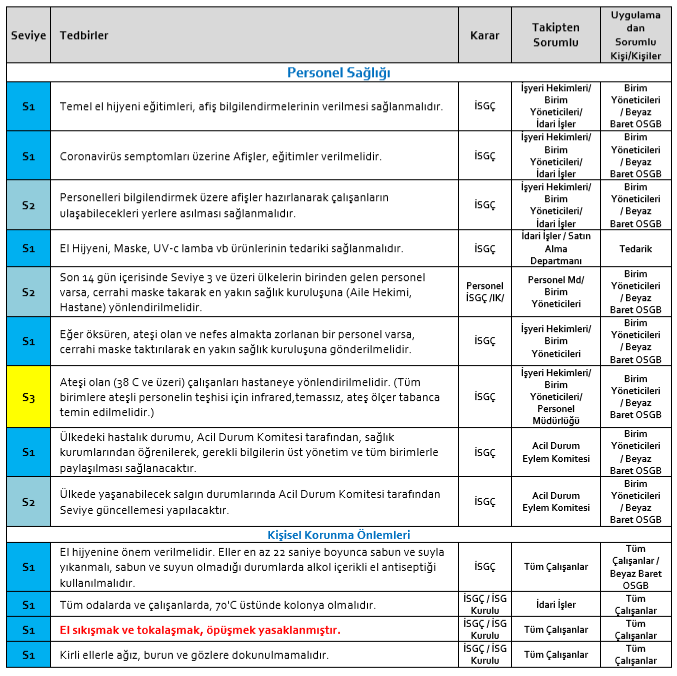 Seviye
Tedbirler
Karar
Takipten
Sorumlu
Uygulama
dan
Sorumlu
Kişi/Kişiler
Personel Sağlığı
S1
Temel el hijyeni eğitimleri, afiş bilgilendirmelerinin verilmesi sağlanmalıdır.
İSGÇ
İşyeri Hekimleri/
Birim
Yöneticileri/
İdari İşler
Birim
Yöneticileri
/ Beyaz
Baret OSGB
S1
Coronavirüs semptomları üzerine Afişler, eğitimler verilmelidir.
İSGÇ
İşyeri Hekimleri/
Birim
Yöneticileri/
İdari İşler
Birim
Yöneticileri
/ Beyaz
Baret OSGB
S2
Personelleri bilgilendirmek üzere afişler hazırlanarak çalışanların
ulaşabilecekleri yerlere asılması sağlanmalıdır.
İSGÇ
İşyeri Hekimleri/
Birim
Yöneticileri/
İdari İşler
Birim
Yöneticileri
/ Beyaz
Baret OSGB
S1
El Hijyeni, Maske, UV-c lamba vb ürünlerinin tedariki sağlanmalıdır.
İSGÇ
İdari İşler / Satın
Alma
Departmanı
Tedarik
S2
Son 14 gün içerisinde Seviye 3 ve üzeri ülkelerin birinden gelen personel
varsa, cerrahi maske takarak en yakın sağlık kuruluşuna (Aile Hekimi,
Hastane) yönlendirilmelidir.
Personel
İSGÇ /IK/
Personel Md/
Birim
Yöneticileri
Birim
Yöneticileri
/ Beyaz
Baret OSGB
S1
Eğer öksüren, ateşi olan ve nefes almakta zorlanan bir personel varsa,
cerrahi maske taktırılarak en yakın sağlık kuruluşuna gönderilmelidir.
İSGÇ
İşyeri Hekimleri/
Birim
Yöneticileri
Birim
Yöneticileri
/ Beyaz
Baret OSGB
S3
Ateşi olan (38 C ve üzeri) çalışanları hastaneye yönlendirilmelidir. (Tüm
birimlere ateşli personelin teşhisi için infrared,temassız, ateş ölçer tabanca
temin edilmelidir.)
İSGÇ
İşyeri Hekimleri/
Birim
Yöneticileri/
Personel
Müdürlüğü
Birim
Yöneticileri
/ Beyaz
Baret OSGB
S1
Ülkedeki hastalık durumu, Acil Durum Komitesi tarafından, sağlık
kurumlarından öğrenilerek, gerekli bilgilerin üst yönetim ve tüm birimlerle
paylaşılması sağlanacaktır.
İSGÇ
Acil Durum
Eylem Komitesi
Birim
Yöneticileri
/ Beyaz
Baret OSGB
S2
Ülkede yaşanabilecek salgın durumlarında Acil Durum Komitesi tarafından
Seviye güncellemesi yapılacaktır.
İSGÇ
Acil Durum
Eylem Komitesi
Birim
Yöneticileri
/ Beyaz
Baret OSGB
Kişisel Korunma Önlemleri
S1
El hijyenine önem verilmelidir. Eller en az 22 saniye boyunca sabun ve suyla
yıkanmalı, sabun ve suyun olmadığı durumlarda alkol içerikli el antiseptiği
kullanılmalıdır.
İSGÇ
Tüm Çalışanlar
Tüm
Çalışanlar /
Beyaz Baret
OSGB
S1
Tüm odalarda ve çalışanlarda, 70'C üstünde kolonya olmalıdır.
İSGÇ / İSG
Kurulu
İdari İşler
Tüm
Çalışanlar
S1
El sıkışmak ve tokalaşmak, öpüşmek yasaklanmıştır.
İSGÇ / İSG
Kurulu
Tüm Çalışanlar
Tüm
Çalışanlar
S1
Kirli ellerle ağız, burun ve gözlere dokunulmamalıdır.
İSGÇ / İSG
Kurulu
Tüm Çalışanlar
Tüm
Çalışanlar